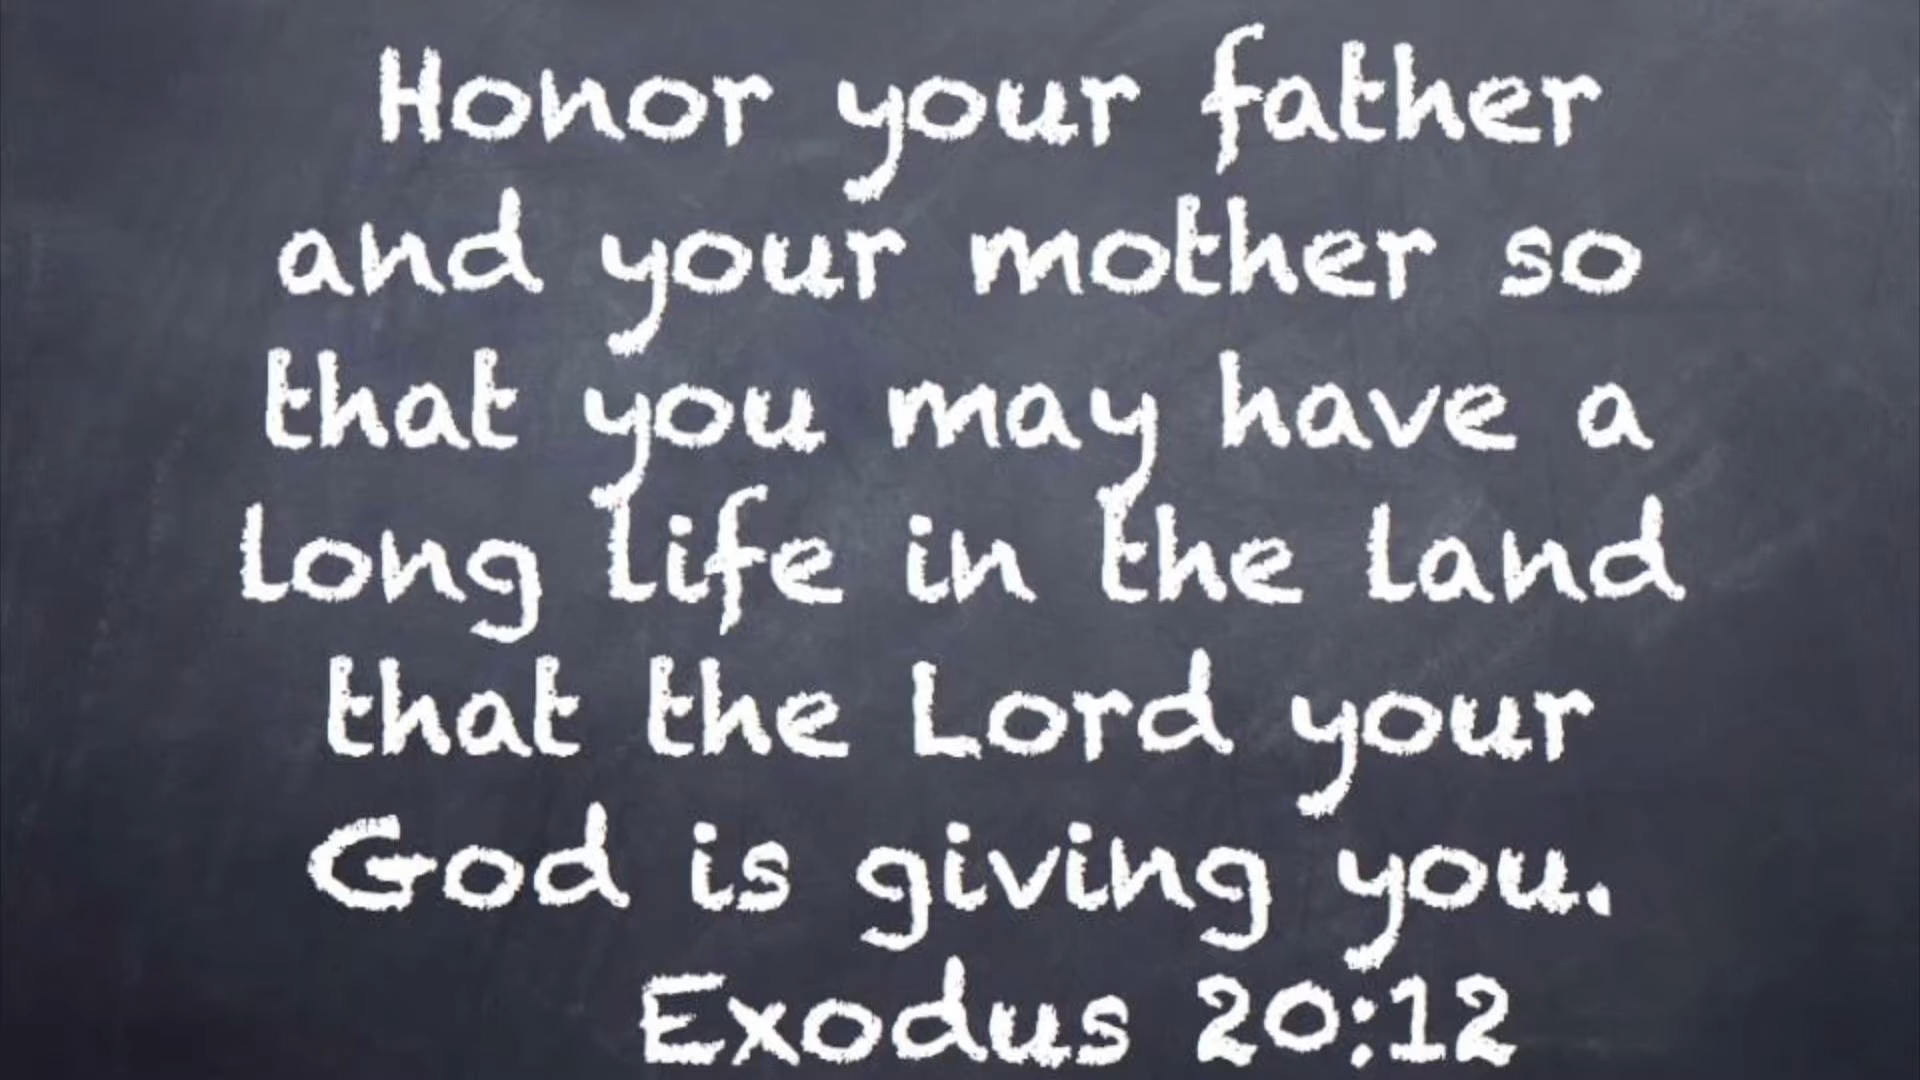 Honor your father
and your mother so
that you may have a
long life in the land
that the Lord your
God is giving you.
Exodus 20:12